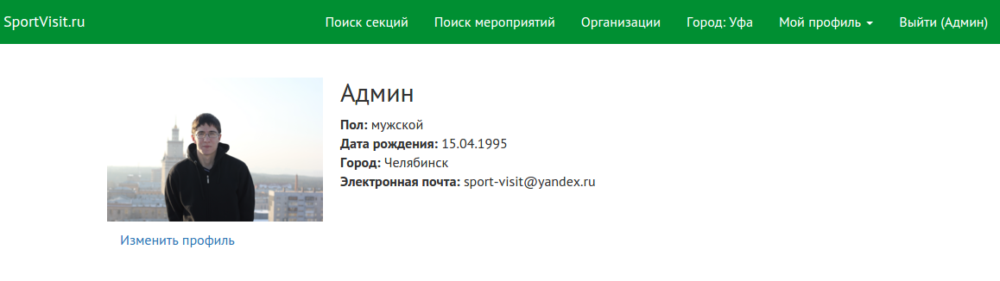 SportVisit.ru Поиск секций Поиск мероприятий Организации Город: Уфа Мой профиль Выйти (Админ)
Админ
Пол: мужской
Дата рождения: 15.04.1995
Город: Челябинск
Электронная почта: sport-visit@yandex.ru
Изменить профиль